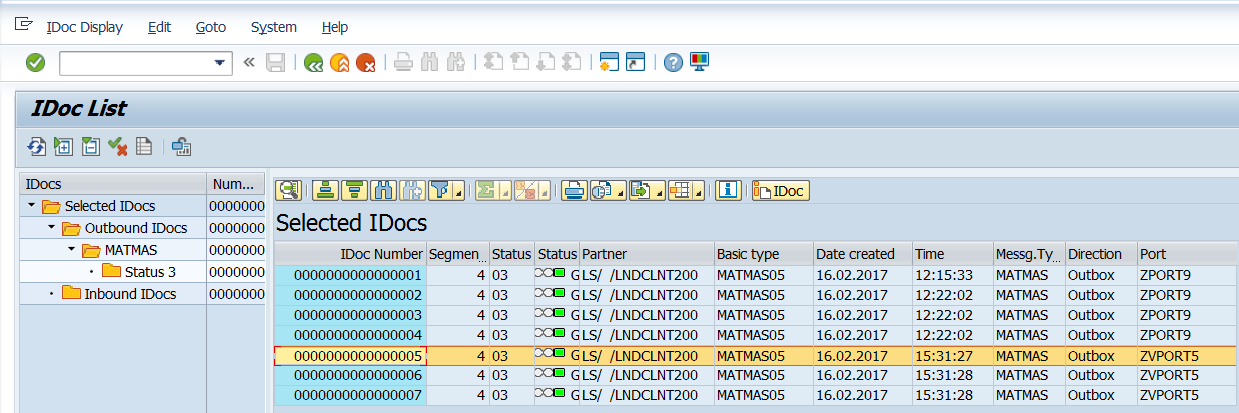 IDoc Display Edit Goto System Help
IDoc List
IDocs Num...
Selected IDocs 0000000
Outbound IDocs 0000000
MATMAS 0000000
Status 3 0000000
Inbound IDocs 0000000
IDoc
Selected IDocs
IDoc Number Segmen... Status Status Partner Basic type Date created Time Messg.Ty... Direction Port
0000000000000001 4 03 G LS/ /LNDCLNT200 MATMAS05 16.02.2017 12:15:33 MATMAS Outbox ZPORT9
0000000000000002 4 03 G LS/ /LNDCLNT200 MATMAS05 16.02.2017 12:22:02 MATMAS Outbox ZPORT9
0000000000000003 4 03 G LS/ /LNDCLNT200 MATMAS05 16.02.2017 12:22:02 MATMAS Outbox ZPORT9
0000000000000004 4 03 G LS/ /LNDCLNT200 MATMAS05 16.02.2017 12:22:02 MATMAS Outbox ZPORT9
0000000000000005 4 03 G LS/ /LNDCLNT200 MATMAS05 16.02.2017 15:31:27 MATMAS Outbox ZVPORT5
0000000000000006 4 03 G LS/ /LNDCLNT200 MATMAS05 16.02.2017 15:31:28 MATMAS Outbox ZVPORT5
0000000000000007 4 03 G LS/ /LNDCLNT200 MATMAS05 16.02.2017 15:31:28 MATMAS Outbox ZVPORT5